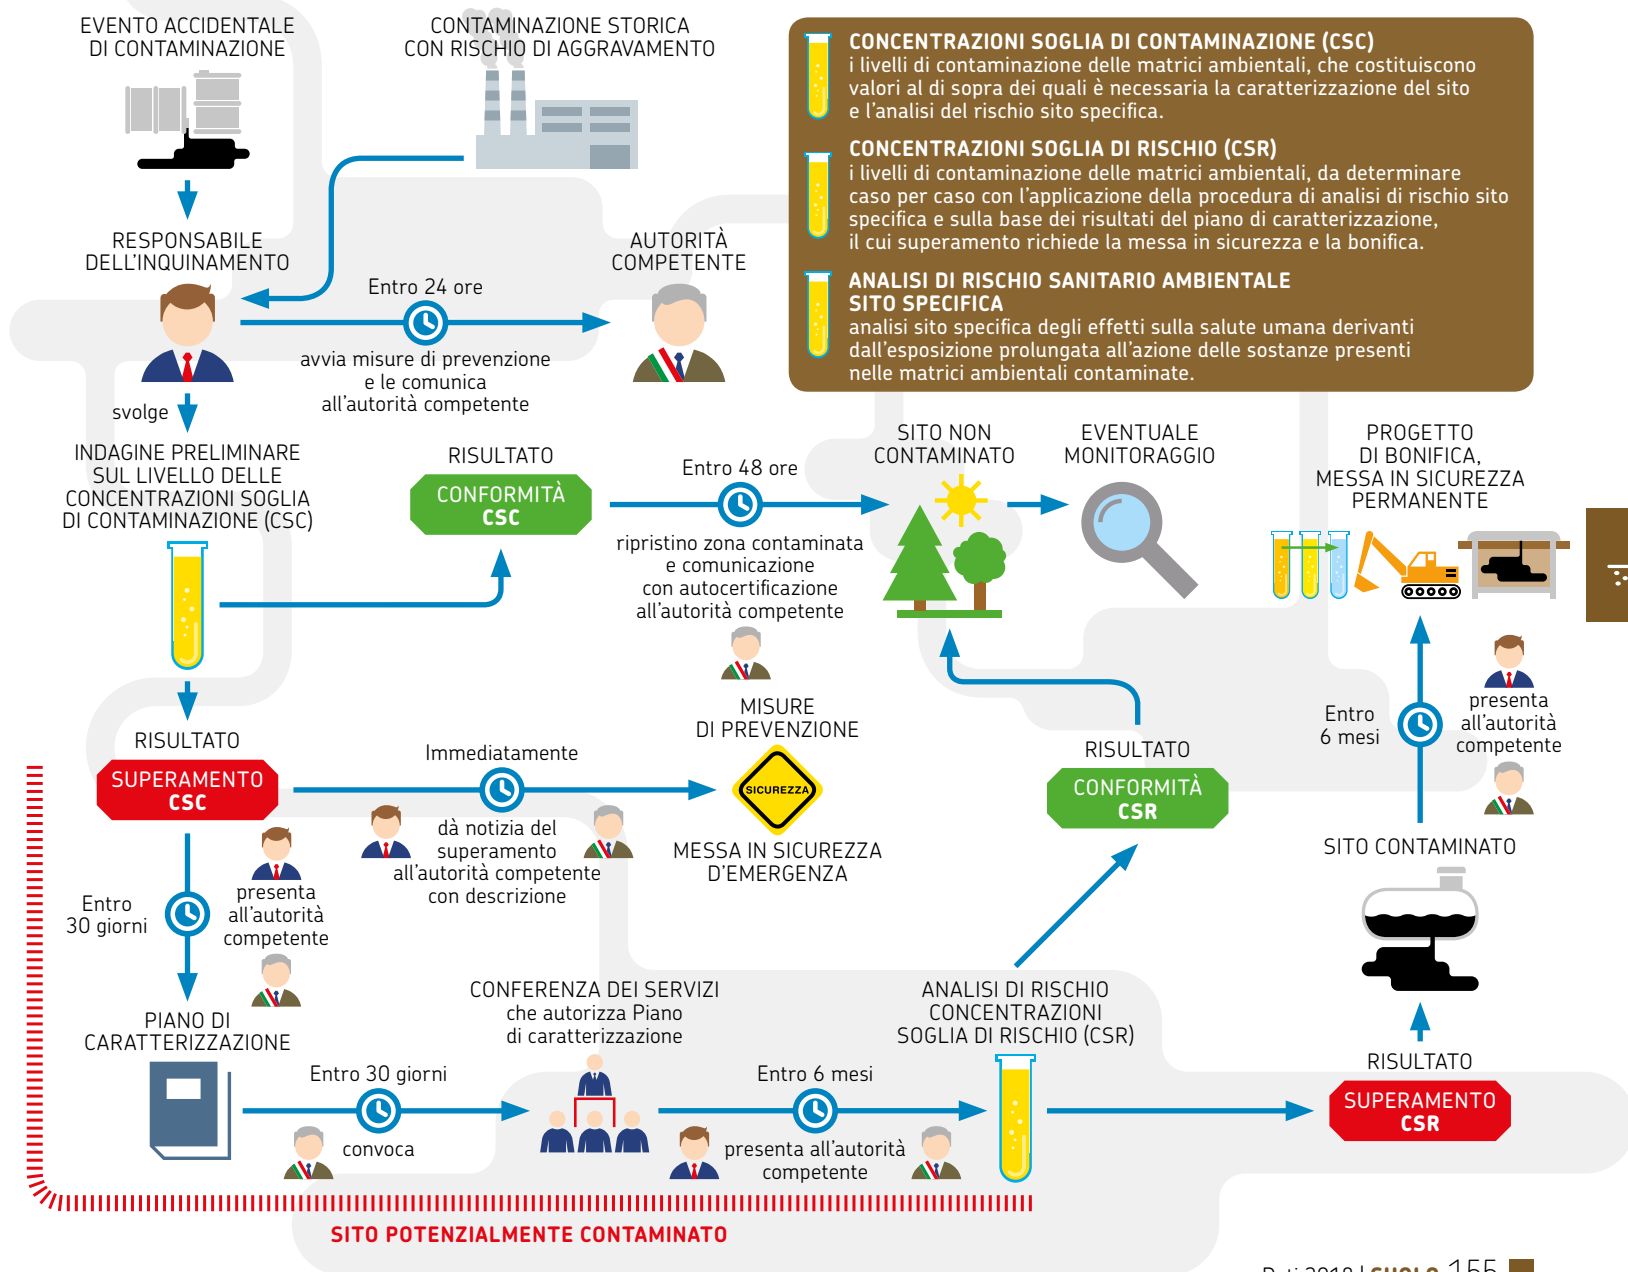 EVENTO ACCIDENTALE
DI CONTAMINAZIONE
CONTAMINAZIONE STORICA
CON RISCHIO DI AGGRAVAMENTO
CONCENTRAZIONI SOGLIA DI CONTAMINAZIONE (CSC)
i livelli di contaminazione delle matrici ambientali, che costituiscono
valori al di sopra dei quali è necessaria la caratterizzazione del sito
e l'analisi del rischio sito specifica.
CONCENTRAZIONI SOGLIA DI RISCHIO (CSR)
i livelli di contaminazione delle matrici ambientali, da determinare
caso per caso con l'applicazione della procedura di analisi di rischio sito
specifica e sulla base dei risultati del piano di caratterizzazione,
il cui superamento richiede la messa in sicurezza e la bonifica.
ANALISI DI RISCHIO SANITARIO AMBIENTALE
SITO SPECIFICA
analisi sito specifica degli effetti sulla salute umana derivanti
dall'esposizione prolungata all'azione delle sostanze presenti
nelle matrici ambientali contaminate.
RESPONSABILE
DELL'INQUINAMENTO
Entro 24 ore
avvia misure di prevenzione
e le comunica
all'autorità competente
AUTORITÀ
COMPETENTE
svolge
INDAGINE PRELIMINARE
SUL LIVELLO DELLE
CONCENTRAZIONI SOGLIA
DI CONTAMINAZIONE (CSC)
RISULTATO
CONFORMITÀ
CSC
Entro 48 ore
ripristino zona contaminata
e comunicazione
con autocertificazione
all'autorità competente
SITO NON
CONTAMINATO
EVENTUALE
MONITORAGGIO
PROGETTO
DI BONIFICA,
MESSA IN SICUREZZA
PERMANENTE
RISULTATO
SUPERAMENTO
CSC
Immediatamente
dà notizia del
superamento
all'autorità competente
con descrizione
MISURE
DI PREVENZIONE
SICUREZZA
MESSA IN SICUREZZA
D'EMERGENZA
RISULTATO
CONFORMITÀ
CSR
Entro
6 mesi
presenta
all'autorità
competente
SITO CONTAMINATO
Entro
30 giorni
presenta
all'autorità
competente
PIANO DI
CARATTERIZZAZIONE
Entro 30 giorni
convoca
CONFERENZA DEI SERVIZI
che autorizza Piano
di caratterizzazione
Entro 6 mesi
presenta all'autorità
competente
ANALISI DI RISCHIO
CONCENTRAZIONI
SOGLIA DI RISCHIO (CSR)
RISULTATO
SUPERAMENTO
CSR
SITO POTENZIALMENTE CONTAMINATO
Dati 2018 | SUOLO 155